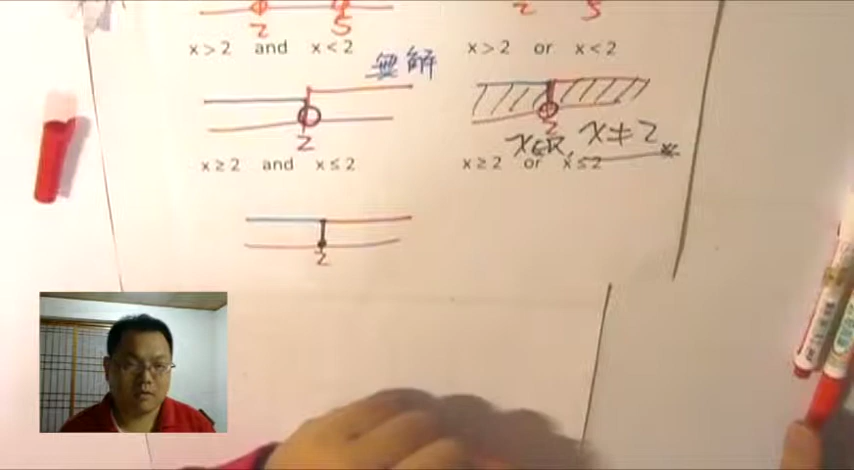 2 5 2 5
x > 2 and x < 2 x > 2 or x < 2
無解
2 2
x∈R, x≠2
x ≥ 2 and x ≤ 2 x ≥ 2 or x ≤ 2
2